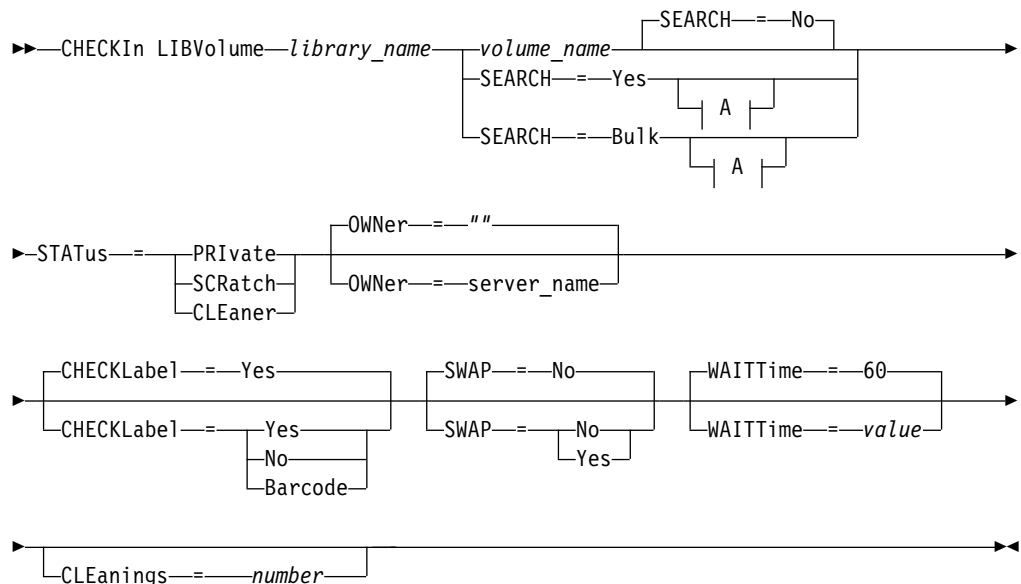 SEARCH = No
CHECKIn LIBVolume library_name volume_name
SEARCH = Yes
A
SEARCH = Bulk
A
OWNer = ""
STATus = PRIvate
SCRatch OWNer = server_name
CLEaner
CHECKLabel = Yes SWAP = No WAITTime = 60
CHECKLabel = Yes SWAP = No WAITTime = value
No Yes
Barcode
CLEanings = number